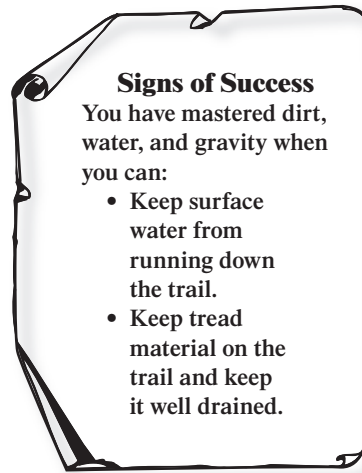 Signs of Success
You have mastered dirt,
water, and gravity when
you can:
• Keep surface
water from
running down
the trail.
• Keep tread
material on the
trail and keep
it well drained.